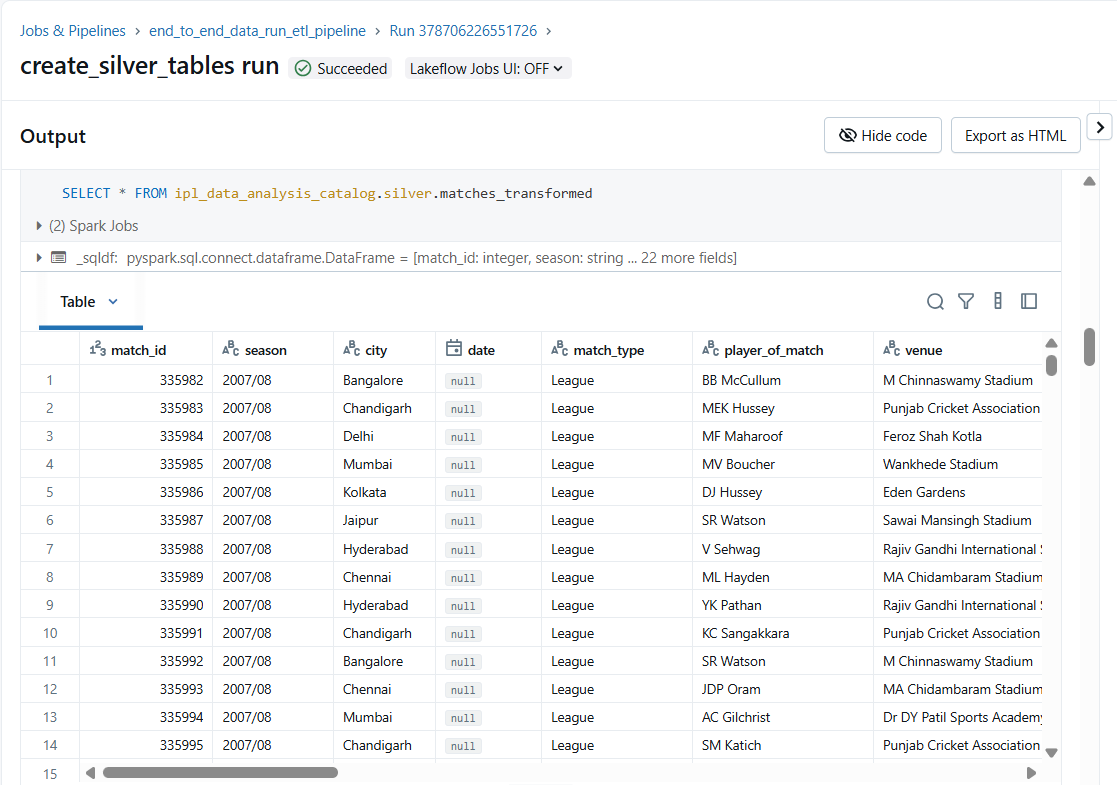 Jobs & Pipelines › end_to_end_data_run_etl_pipeline › Run 378706226551726 ›
create_silver_tables run Succeeded Lakeflow Jobs UI: OFF
Output Hide code Export as HTML
SELECT * FROM ipl_data_analysis_catalog.silver.matches_transformed
(2) Spark Jobs
_sqldf: pyspark.sql.connect.dataframe.DataFrame = [match_id: integer, season: string ... 22 more fields]
Table
match_id season city date match_type player_of_match venue
1 335982 2007/08 Bangalore null League BB McCullum M Chinnaswamy Stadium
2 335983 2007/08 Chandigarh null League MEK Hussey Punjab Cricket Association
3 335984 2007/08 Delhi null League MF Maharoof Feroz Shah Kotla
4 335985 2007/08 Mumbai null League MV Boucher Wankhede Stadium
5 335986 2007/08 Kolkata null League DJ Hussey Eden Gardens
6 335987 2007/08 Jaipur null League SR Watson Sawai Mansingh Stadium
7 335988 2007/08 Hyderabad null League V Sehwag Rajiv Gandhi International
8 335989 2007/08 Chennai null League ML Hayden MA Chidambaram Stadium
9 335990 2007/08 Hyderabad null League YK Pathan Rajiv Gandhi International
10 335991 2007/08 Chandigarh null League KC Sangakkara Punjab Cricket Association
11 335992 2007/08 Bangalore null League SR Watson M Chinnaswamy Stadium
12 335993 2007/08 Chennai null League JDP Oram MA Chidambaram Stadium
13 335994 2007/08 Mumbai null League AC Gilchrist Dr DY Patil Sports Academy
14 335995 2007/08 Chandigarh null League SM Katich Punjab Cricket Association
15